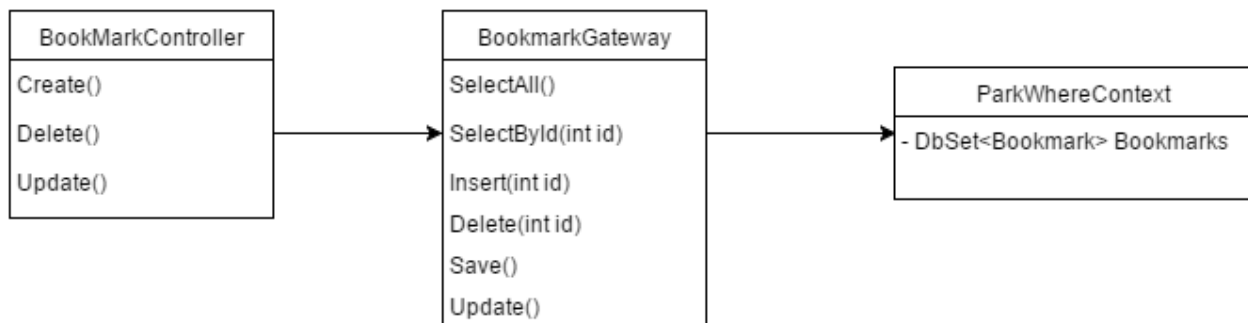 BookMarkController
Create()
Delete()
Update()
BookmarkGateway
SelectAll()
SelectById(int id)
Insert(int id)
Delete(int id)
Save()
Update()
ParkWhereContext
- DbSet<Bookmark> Bookmarks